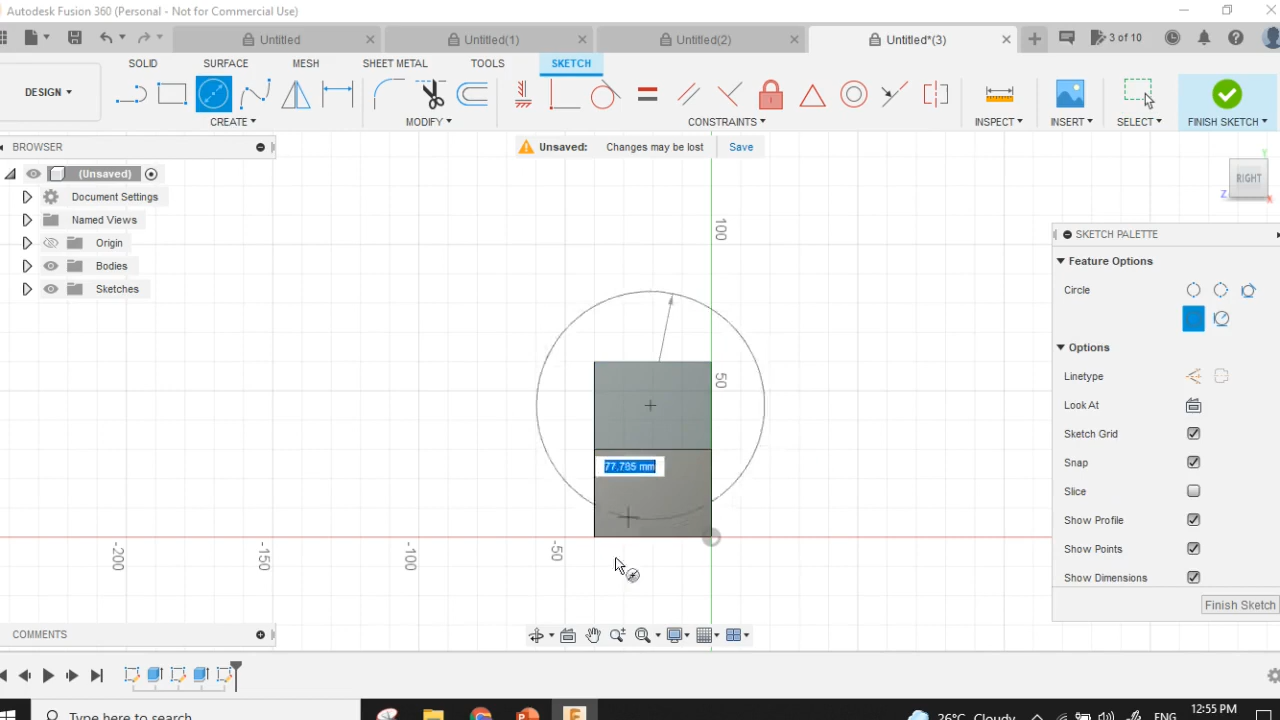 Autodesk Fusion 360 (Personal - Not for Commercial Use)
Untitled
Untitled(1)
Untitled(2)
Untitled*(3)
3 of 10
SOLID
SURFACE
MESH
SHEET METAL
TOOLS
SKETCH
DESIGN
CREATE
MODIFY
CONSTRAINTS
INSPECT
INSERT
SELECT
FINISH SKETCH
BROWSER
Unsaved: Changes may be lost Save
(Unsaved)
Document Settings
Named Views
Origin
Bodies
Sketches
RIGHT
Y
Z
X
SKETCH PALETTE
Feature Options
Circle
Options
Linetype
Look At
Sketch Grid
Snap
Slice
Show Profile
Show Points
Show Dimensions
Finish Sketch
100
50
77.785 mm
-200
-150
-100
-50
COMMENTS
Type here to search
26°C Cloudy
ENG
12:55 PM